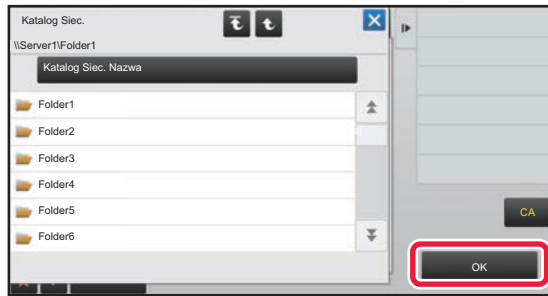 Katalog Siec.
\\Server1\Folder1
Katalog Siec. Nazwa
Folder1
Folder2
Folder3
Folder4
Folder5
Folder6
CA
OK